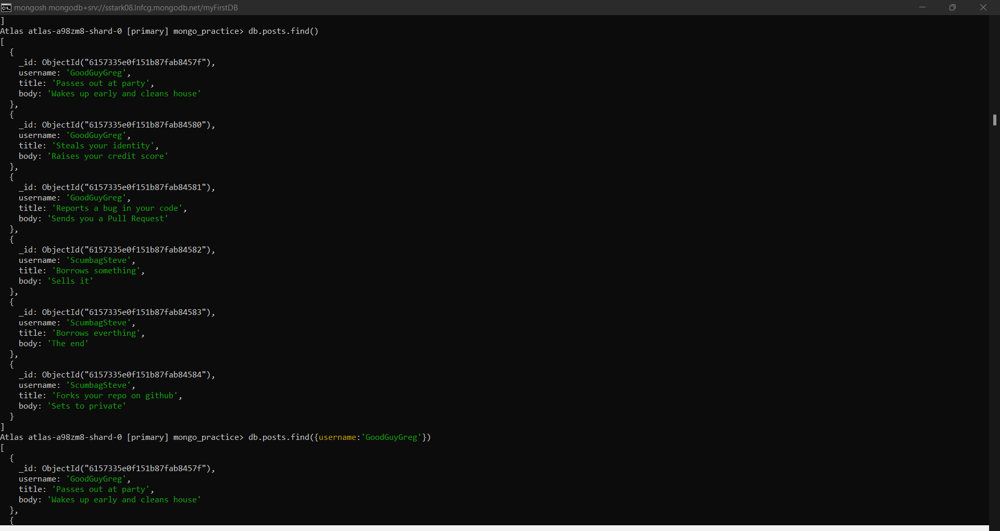 mongosh mongodb+srv://sstark08.lnfcg.mongodb.net/myFirstDB
]
Atlas atlas-a98zm8-shard-0 [primary] mongo_practice> db.posts.find()
[
  {
    _id: ObjectId("6157335e0f151b87fab8457f"),
    username: 'GoodGuyGreg',
    title: 'Passes out at party',
    body: 'Wakes up early and cleans house'
  },
  {
    _id: ObjectId("6157335e0f151b87fab84580"),
    username: 'GoodGuyGreg',
    title: 'Steals your identity',
    body: 'Raises your credit score'
  },
  {
    _id: ObjectId("6157335e0f151b87fab84581"),
    username: 'GoodGuyGreg',
    title: 'Reports a bug in your code',
    body: 'Sends you a Pull Request'
  },
  {
    _id: ObjectId("6157335e0f151b87fab84582"),
    username: 'ScumbagSteve',
    title: 'Borrows something',
    body: 'Sells it'
  },
  {
    _id: ObjectId("6157335e0f151b87fab84583"),
    username: 'ScumbagSteve',
    title: 'Borrows everthing',
    body: 'The end'
  },
  {
    _id: ObjectId("6157335e0f151b87fab84584"),
    username: 'ScumbagSteve',
    title: 'Forks your repo on github',
    body: 'Sets to private'
  }
]
Atlas atlas-a98zm8-shard-0 [primary] mongo_practice> db.posts.find({username:'GoodGuyGreg'})
[
  {
    _id: ObjectId("6157335e0f151b87fab8457f"),
    username: 'GoodGuyGreg',
    title: 'Passes out at party',
    body: 'Wakes up early and cleans house'
  },
  {